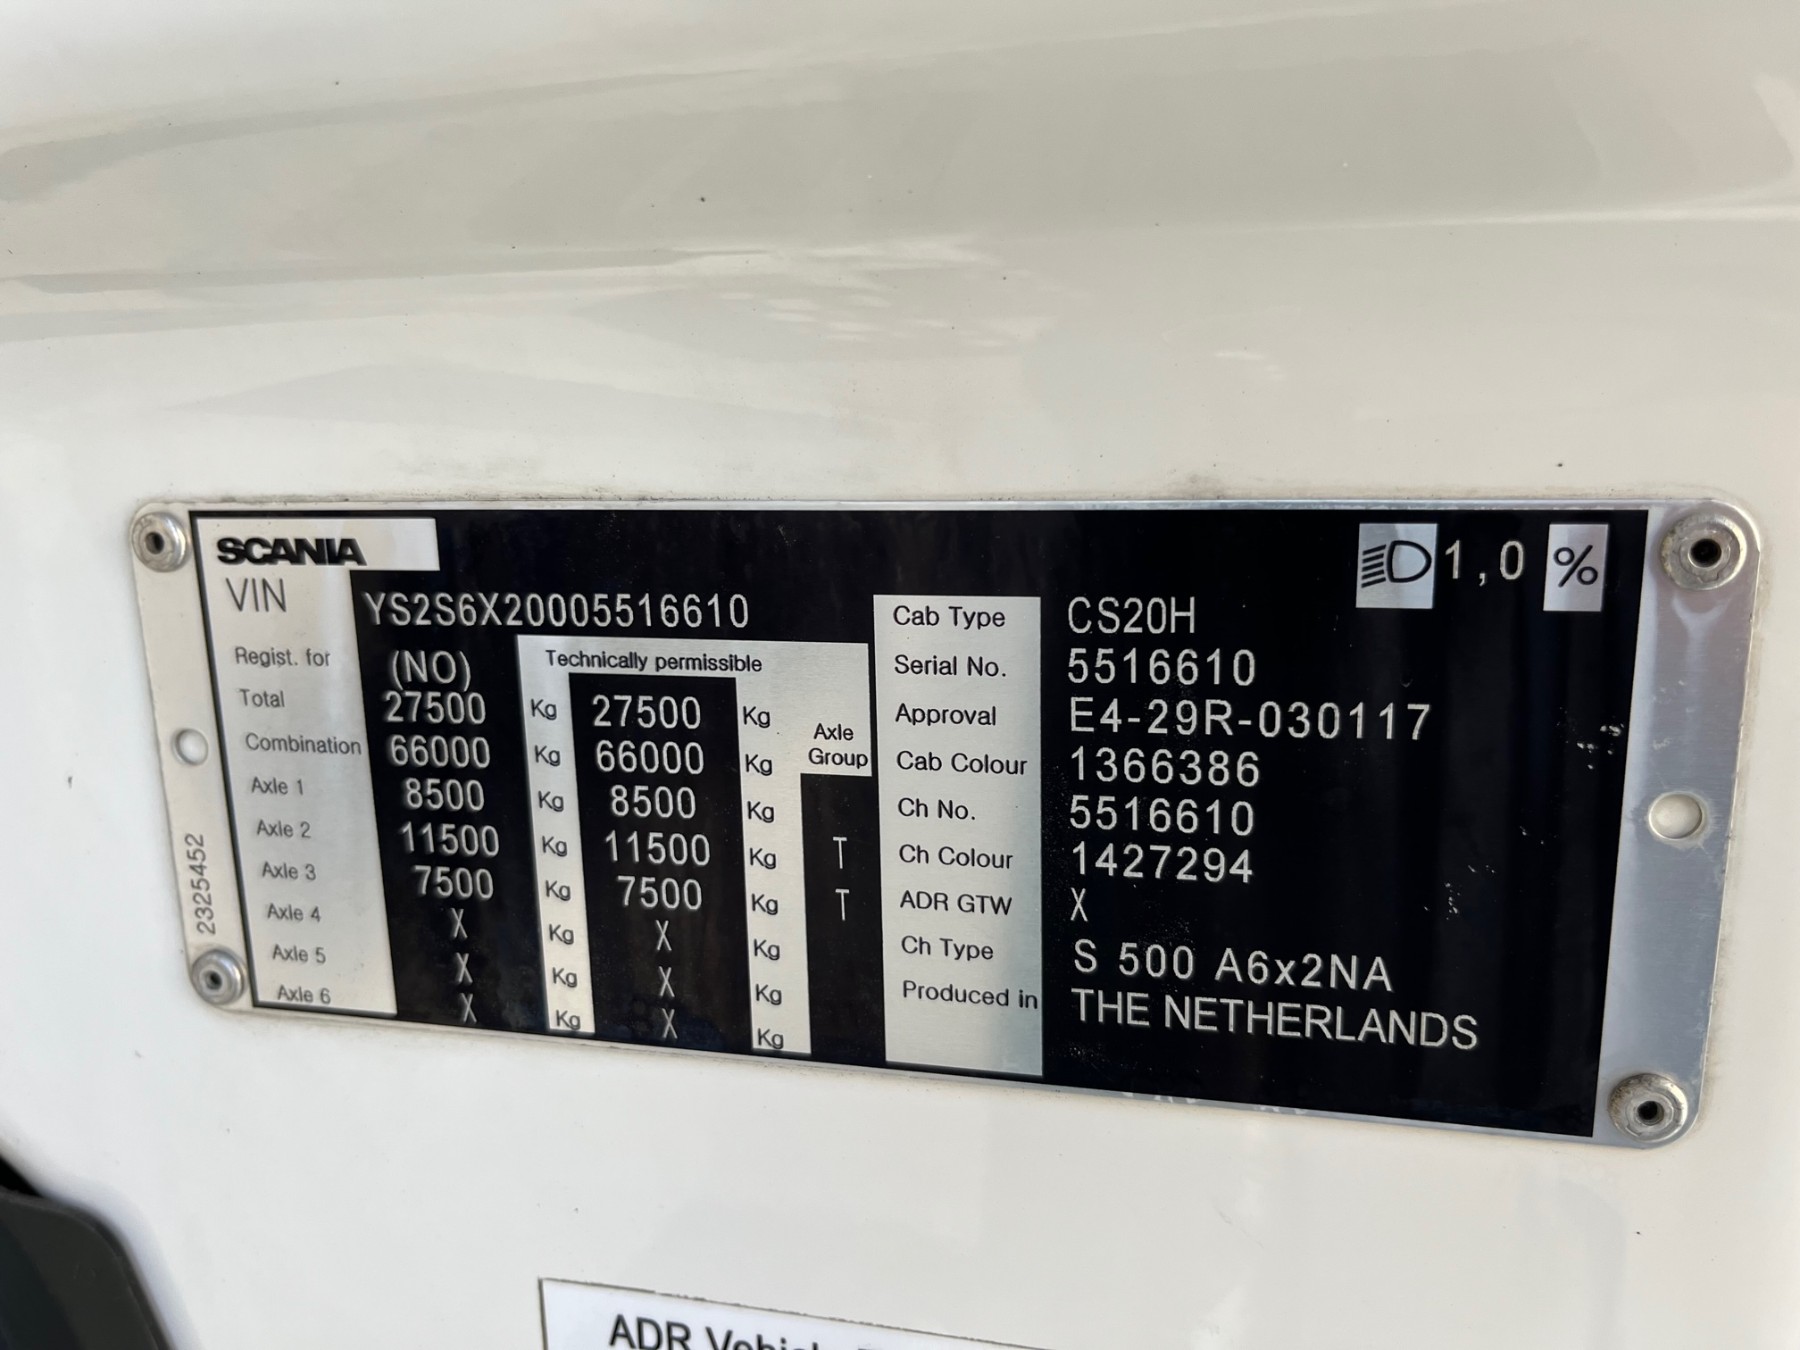 SCANIA
1,0 %
VIN YS2S6X20005516610
Regist. for (NO)
Technically permissible
Total 27500 Kg 27500 Kg
Combination 66000 Kg 66000 Kg
Axle Group
Axle 1 8500 Kg 8500 Kg
Axle 2 11500 Kg 11500 Kg T
Axle 3 7500 Kg 7500 Kg T
Axle 4 X Kg X Kg
Axle 5 X Kg X Kg
Axle 6 X Kg X Kg
2325452
Cab Type CS20H
Serial No. 5516610
Approval E4-29R-030117
Cab Colour 1366386
Ch No. 5516610
Ch Colour 1427294
ADR GTW X
Ch Type S 500 A6x2NA
Produced in THE NETHERLANDS
ADR